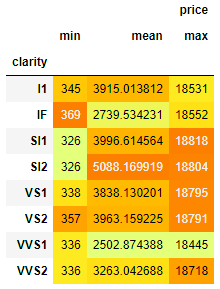 price
min mean max
clarity
I1 345 3915.013812 18531
IF 369 2739.534231 18552
SI1 326 3996.614564 18818
SI2 326 5088.169919 18804
VS1 338 3838.130201 18795
VS2 357 3963.159225 18791
VVS1 336 2502.874388 18445
VVS2 336 3263.042688 18718